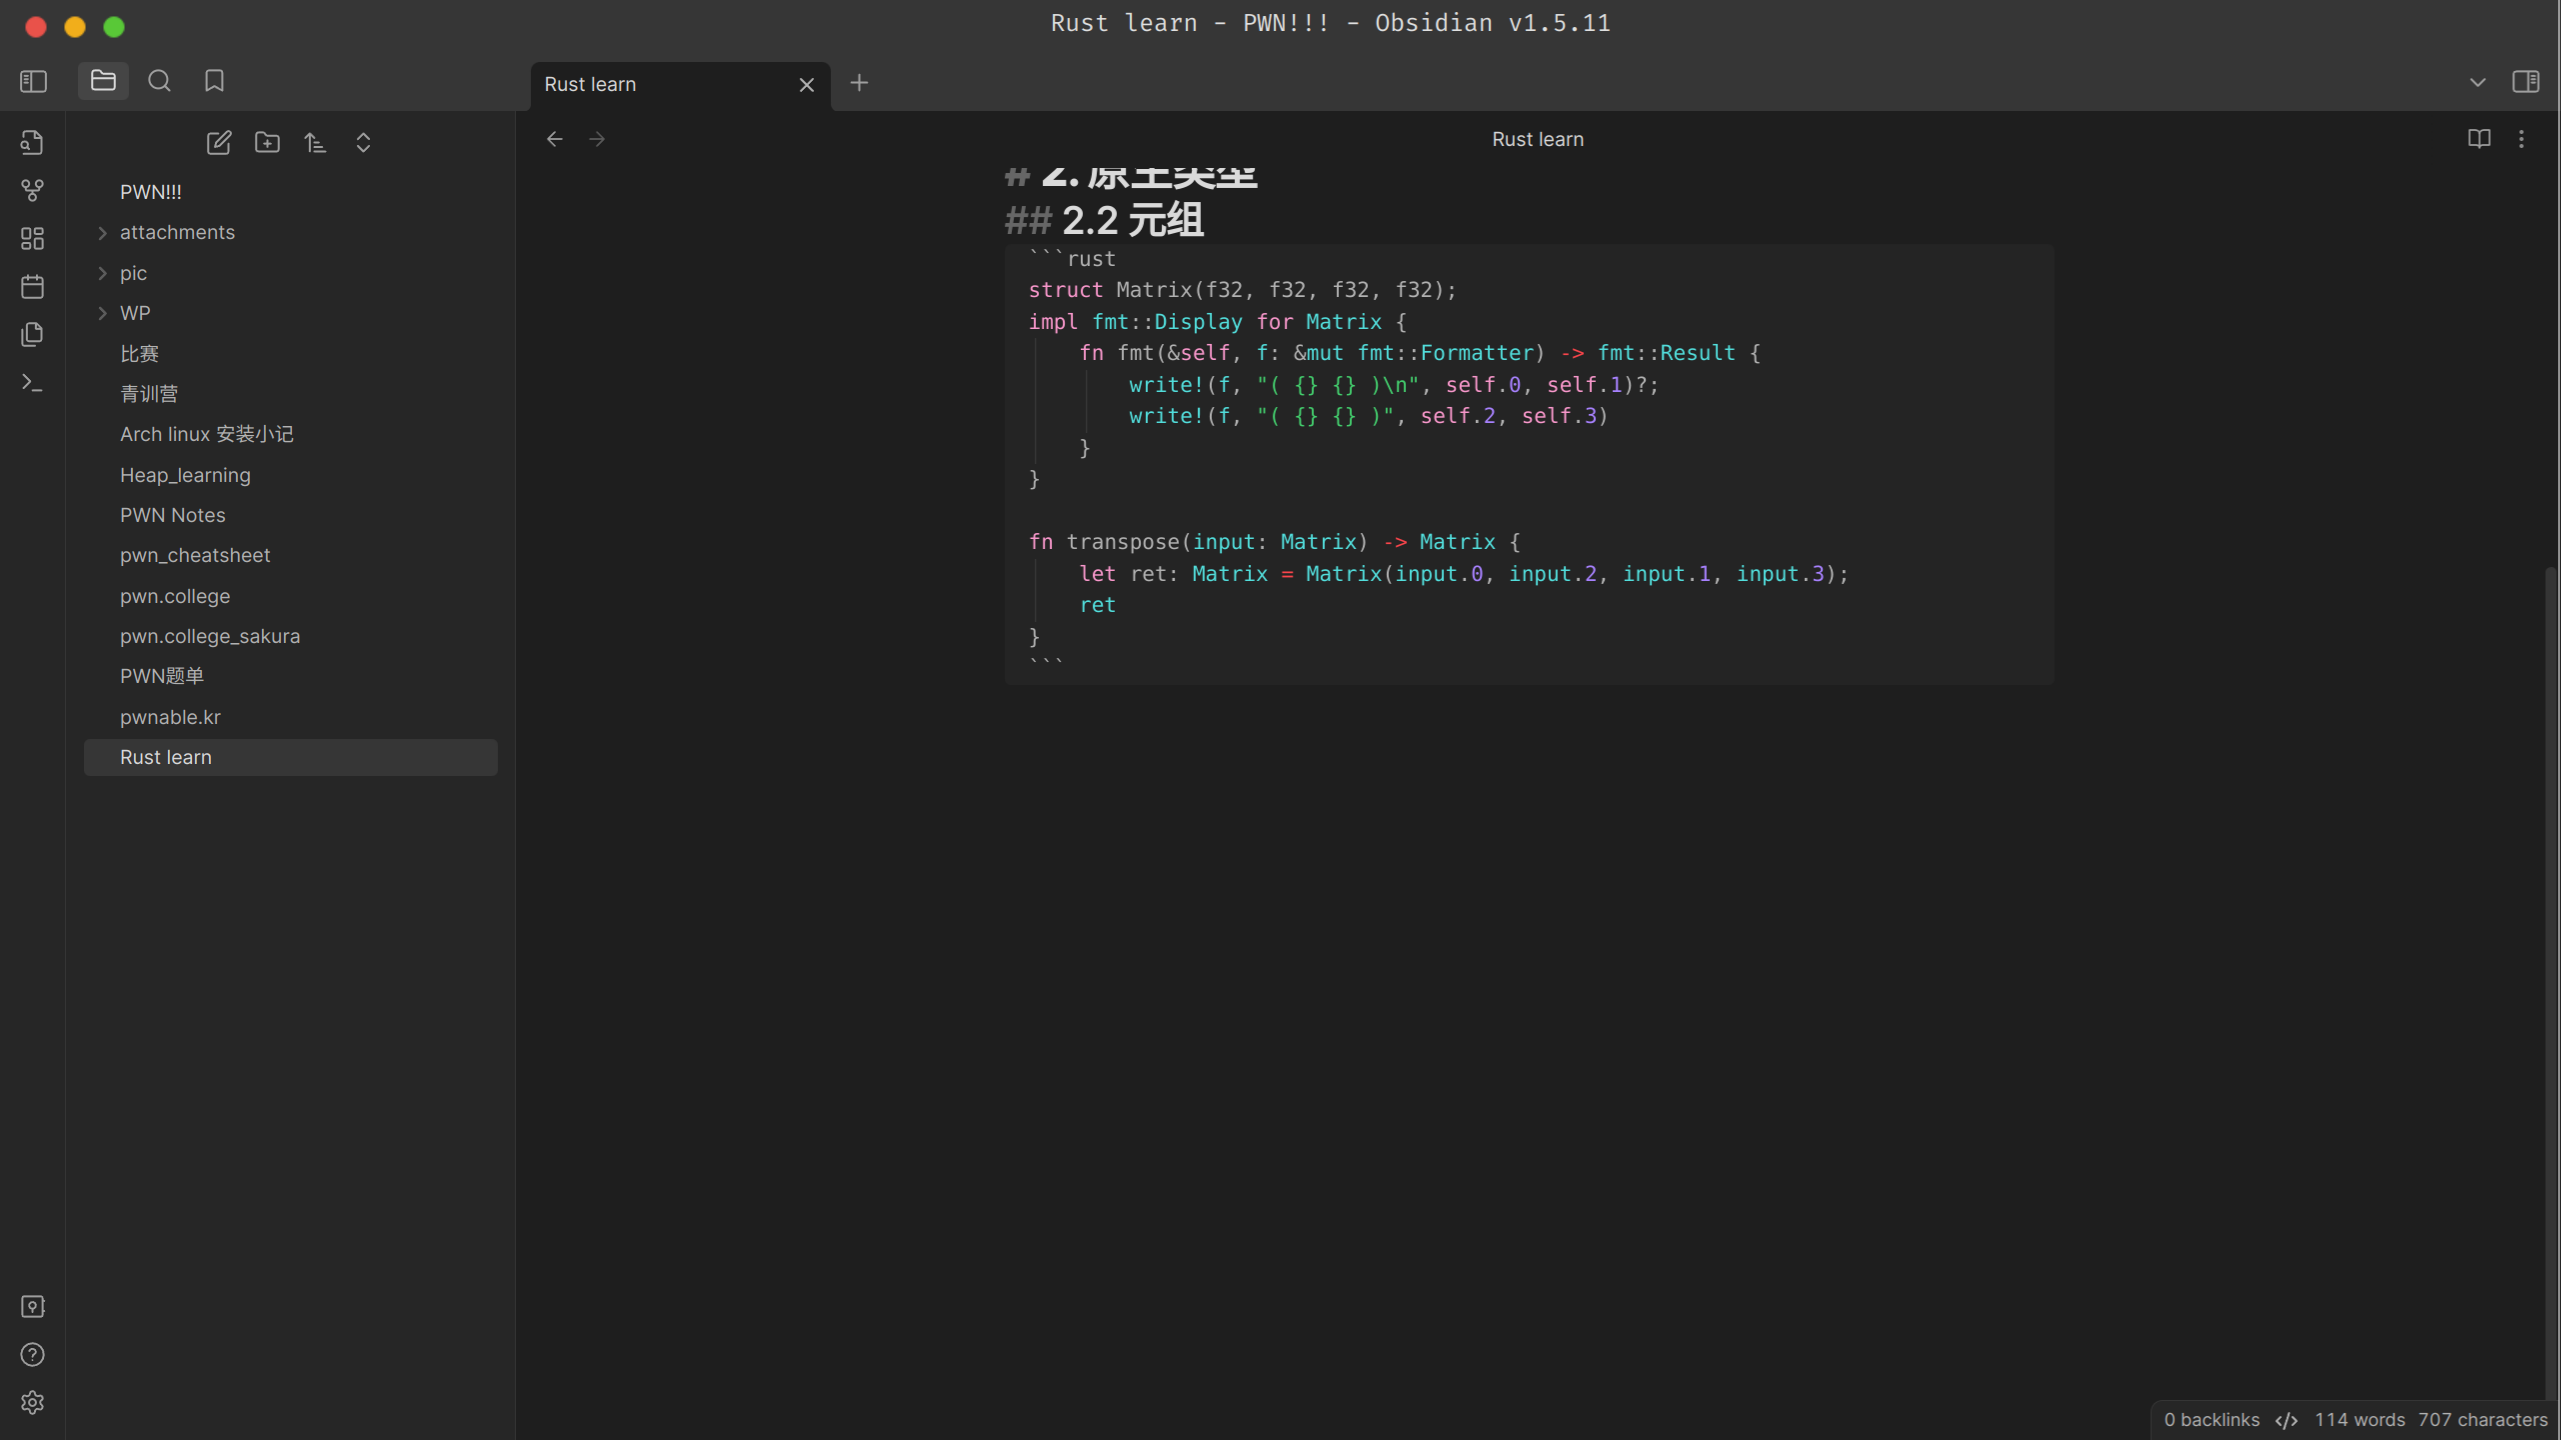 Rust learn - PWN!!! - Obsidian v1.5.11
Rust learn
Rust learn
PWN!!!
attachments
pic
WP
比赛
青训营
Arch linux 安装小记
Heap_learning
PWN Notes
pwn_cheatsheet
pwn.college
pwn.college_sakura
PWN题单
pwnable.kr
Rust learn
# 2. 原生类型
## 2.2 元组
```rust
struct Matrix(f32, f32, f32, f32);
impl fmt::Display for Matrix {
    fn fmt(&self, f: &mut fmt::Formatter) -> fmt::Result {
        write!(f, "( {} {} )\n", self.0, self.1)?;
        write!(f, "( {} {} )", self.2, self.3)
    }
}
fn transpose(input: Matrix) -> Matrix {
    let ret: Matrix = Matrix(input.0, input.2, input.1, input.3);
    ret
}
```
0 backlinks </> 114 words 707 characters